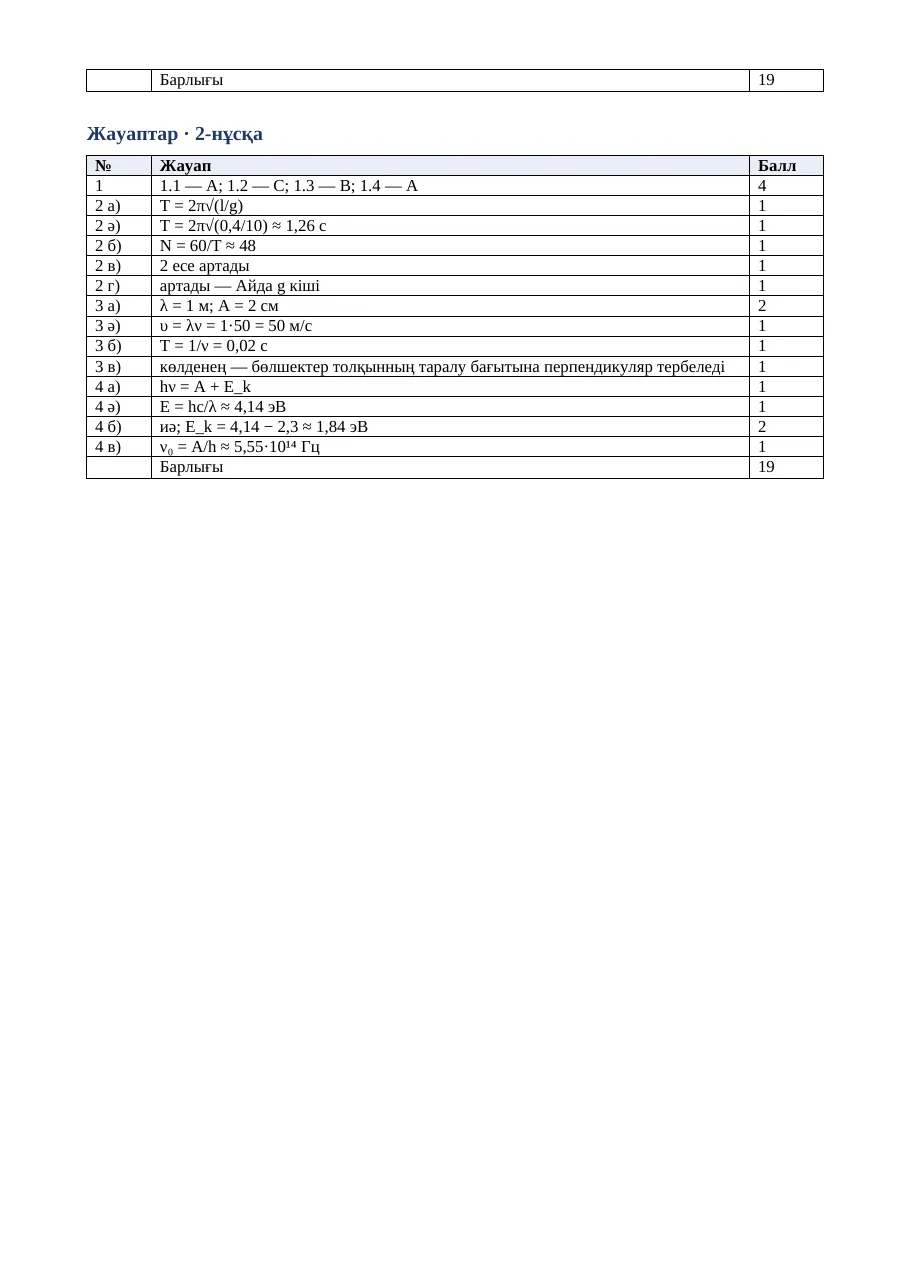 Барлығы 19
Жауаптар · 2-нұсқа
№ Жауап Балл
1 1.1 — A; 1.2 — C; 1.3 — B; 1.4 — A 4
2 а) T = 2π√(l/g) 1
2 ә) T = 2π√(0,4/10) ≈ 1,26 с 1
2 б) N = 60/T ≈ 48 1
2 в) 2 есе артады 1
2 г) артады — Айда g кіші 1
3 а) λ = 1 м; A = 2 см 2
3 ә) υ = λν = 1·50 = 50 м/с 1
3 б) T = 1/ν = 0,02 с 1
3 в) көлденең — бөлшектер толқынның таралу бағытына перпендикуляр тербеледі 1
4 а) hν = A + E_k 1
4 ә) E = hc/λ ≈ 4,14 эВ 1
4 б) иә; E_k = 4,14 − 2,3 ≈ 1,84 эВ 2
4 в) ν₀ = A/h ≈ 5,55·10¹⁴ Гц 1
Барлығы 19